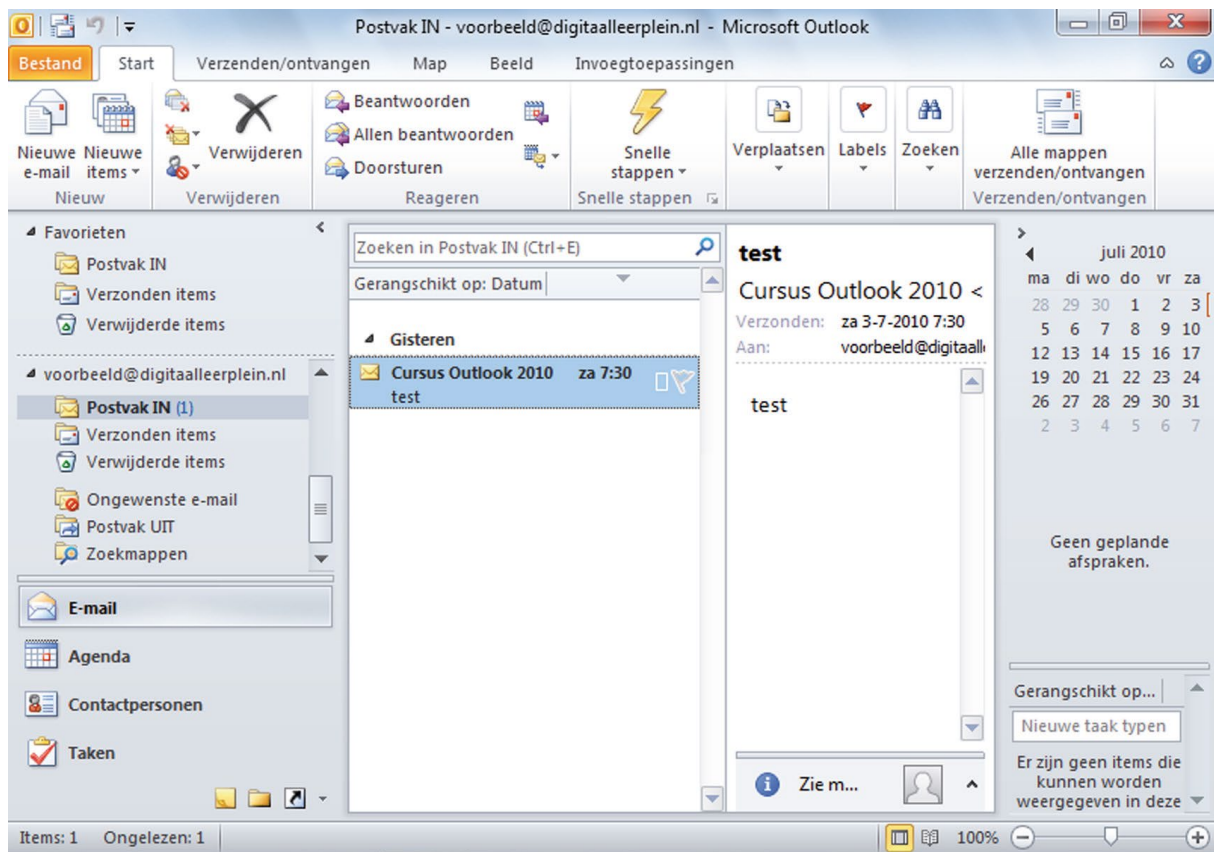 Postvak IN - voorbeeld@digitaalleerplein.nl - Microsoft Outlook
Bestand Start Verzenden/ontvangen Map Beeld Invoegtoepassingen
Nieuwe e-mail
Nieuwe items
Nieuw
Verwijderen
Verwijderen
Beantwoorden
Allen beantwoorden
Doorsturen
Reageren
Snelle stappen
Snelle stappen
Verplaatsen
Labels
Zoeken
Alle mappen
verzenden/ontvangen
Verzenden/ontvangen
Favorieten
Postvak IN
Verzonden items
Verwijderde items
voorbeeld@digitaalleerplein.nl
Postvak IN (1)
Verzonden items
Verwijderde items
Ongewenste e-mail
Postvak UIT
Zoekmappen
E-mail
Agenda
Contactpersonen
Taken
Zoeken in Postvak IN (Ctrl+E)
Gerangschikt op: Datum
Gisteren
Cursus Outlook 2010 za 7:30
test
test
Cursus Outlook 2010 <
Verzonden: za 3-7-2010 7:30
Aan: voorbeeld@digitaall
test
Zie m...
juli 2010
ma di wo do vr za
28 29 30 1 2 3
5 6 7 8 9 10
12 13 14 15 16 17
19 20 21 22 23 24
26 27 28 29 30 31
2 3 4 5 6 7
Geen geplande
afspraken.
Gerangschikt op...
Nieuwe taak typen
Er zijn geen items die
kunnen worden
weergegeven in deze
Items: 1 Ongelezen: 1
100%